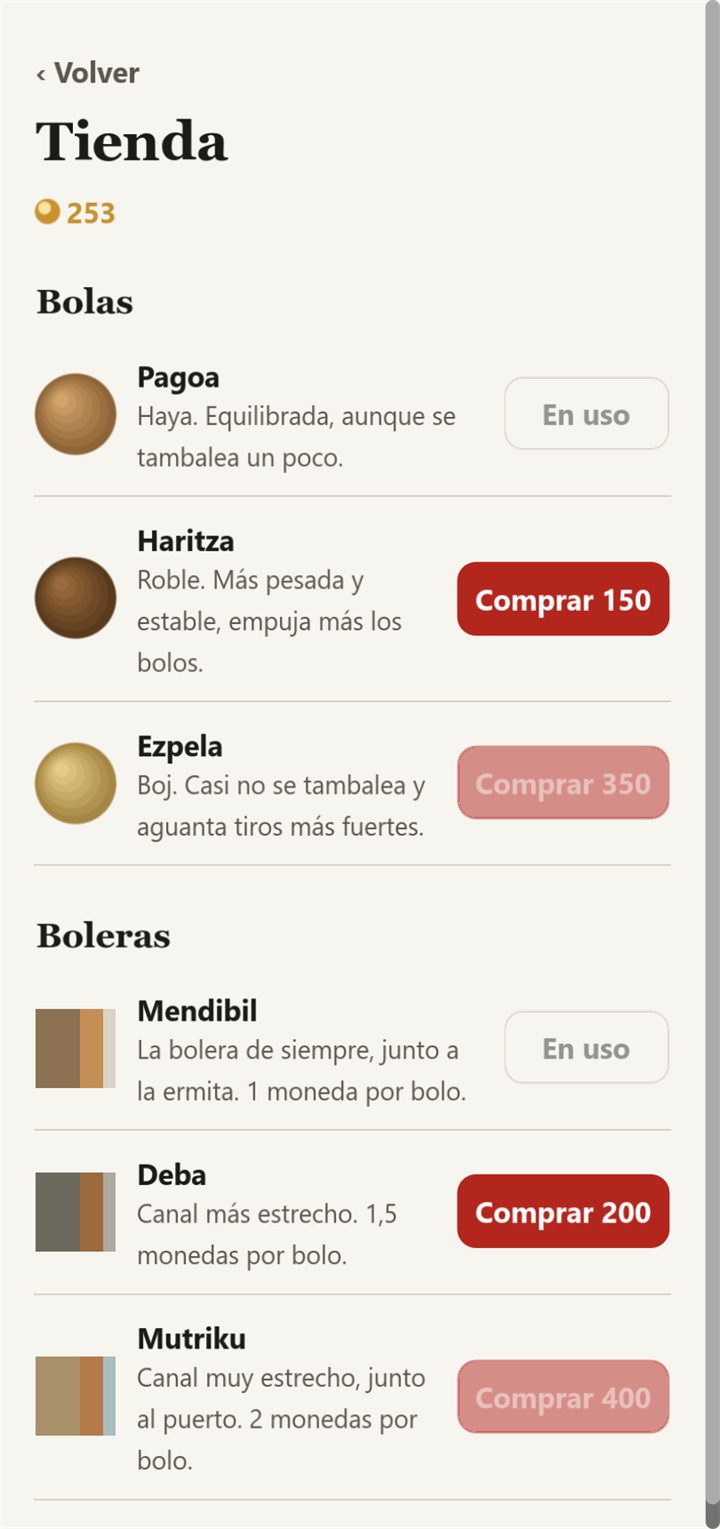 ‹ Volver
Tienda
253
Bolas
Pagoa
Haya. Equilibrada, aunque se
tambalea un poco.
En uso
Haritza
Roble. Más pesada y
estable, empuja más los
bolos.
Comprar 150
Ezpela
Boj. Casi no se tambalea y
aguanta tiros más fuertes.
Comprar 350
Boleras
Mendibil
La bolera de siempre, junto a
la ermita. 1 moneda por bolo.
En uso
Deba
Canal más estrecho. 1,5
monedas por bolo.
Comprar 200
Mutriku
Canal muy estrecho, junto
al puerto. 2 monedas por
bolo.
Comprar 400